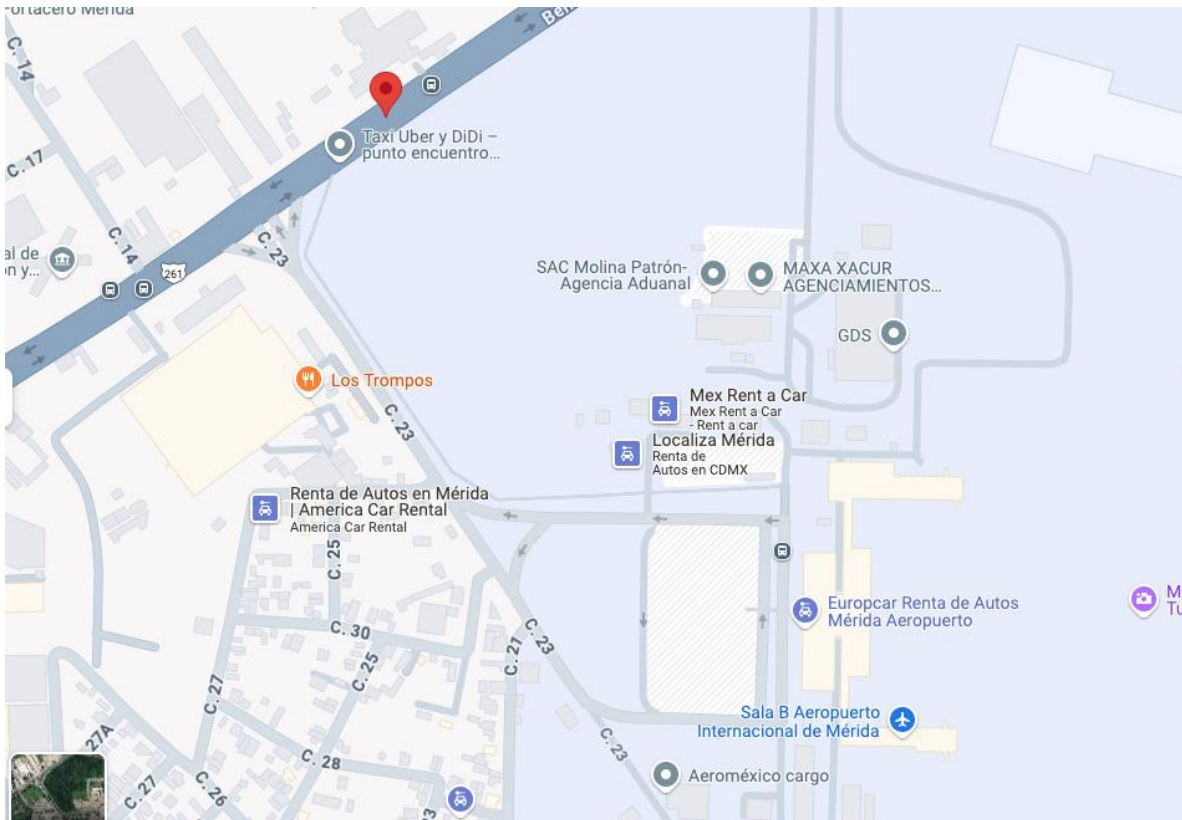 C. 14
C. 17
Taxi Uber y DiDi –
punto encuentro...
C. 14
C. 23
261
al de
ón y...
SAC Molina Patrón-
Agencia Aduanal
MAXA XACUR
AGENCIAMIENTOS...
GDS
Los Trompos
C. 23
Mex Rent a Car
Mex Rent a Car
- Rent a car
Localiza Mérida
Renta de
Autos en CDMX
Renta de Autos en Mérida
| America Car Rental
America Car Rental
C. 25
C. 30
C. 25
C. 21
C. 23
Europcar Renta de Autos
Mérida Aeropuerto
M
Tu
C. 27
Sala B Aeropuerto
Internacional de Mérida
27A
C. 28
C. 23
C. 27
C. 26
23
Aeroméxico cargo